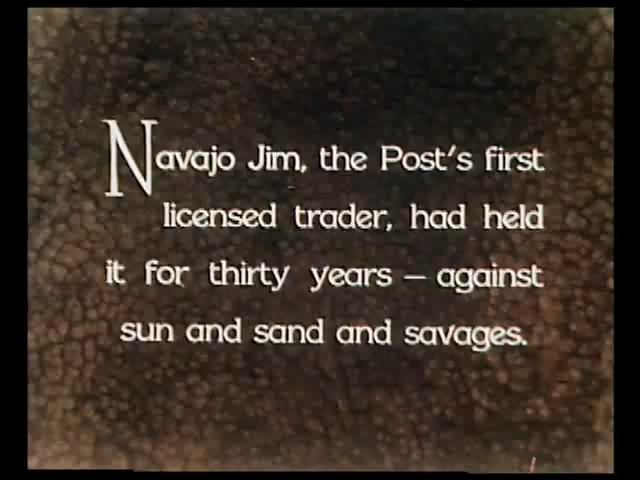 Navajo Jim, the Post's first
licensed trader, had held
it for thirty years — against
sun and sand and savages.